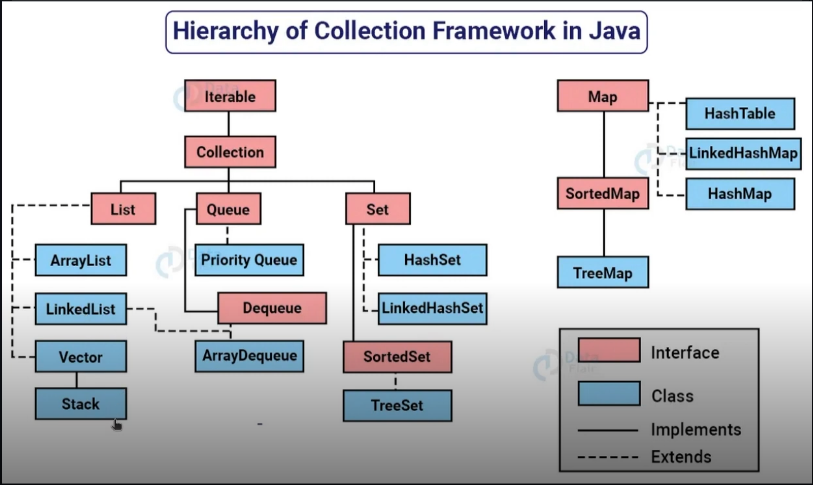 Hierarchy of Collection Framework in Java
Iterable
Collection
List
Queue
Set
ArrayList
Priority Queue
HashSet
LinkedList
Dequeue
LinkedHashSet
Vector
ArrayDequeue
SortedSet
Stack
TreeSet
Map
HashTable
LinkedHashMap
SortedMap
HashMap
TreeMap
Interface
Class
Implements
Extends